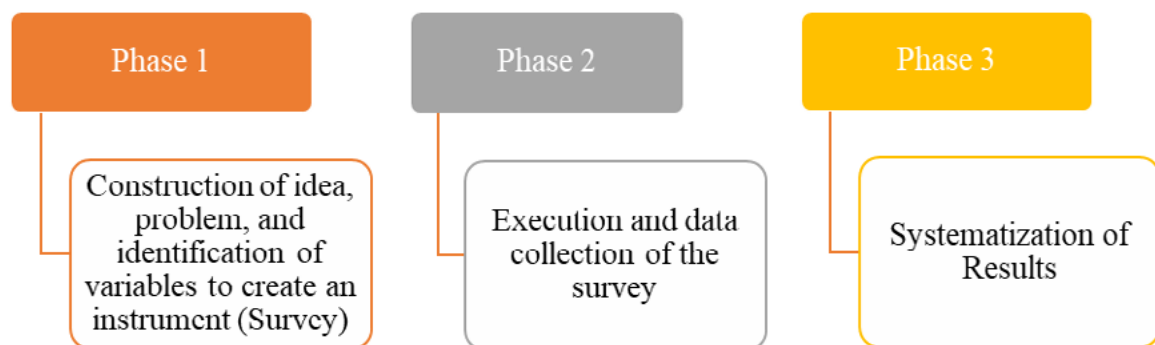 Phase 1
Construction of idea,
problem, and
identification of
variables to create an
instrument (Survey)
Phase 2
Execution and data
collection of the
survey
Phase 3
Systematization of
Results